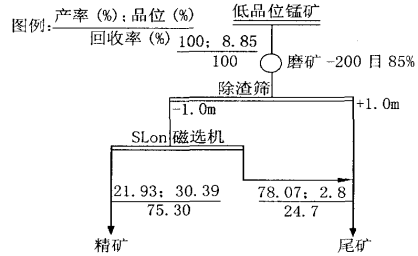 图例: 产率 (%) ; 品位 (%)
回收率 (%)
低品位锰矿
100; 8.85
100
磨矿 -200 目 85%
除渣筛
-1.0m
+1.0m
SLon 磁选机
21.93; 30.39
75.30
78.07; 2.8
24.7
精矿
尾矿